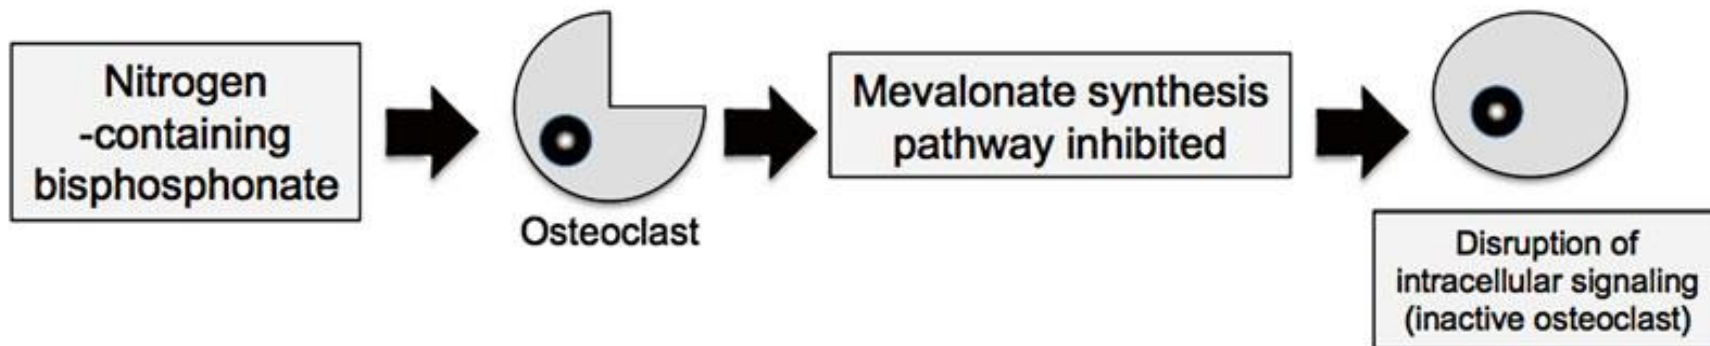 Nitrogen
-containing
bisphosphonate
Osteoclast
Mevalonate synthesis
pathway inhibited
Disruption of
intracellular signaling
(inactive osteoclast)